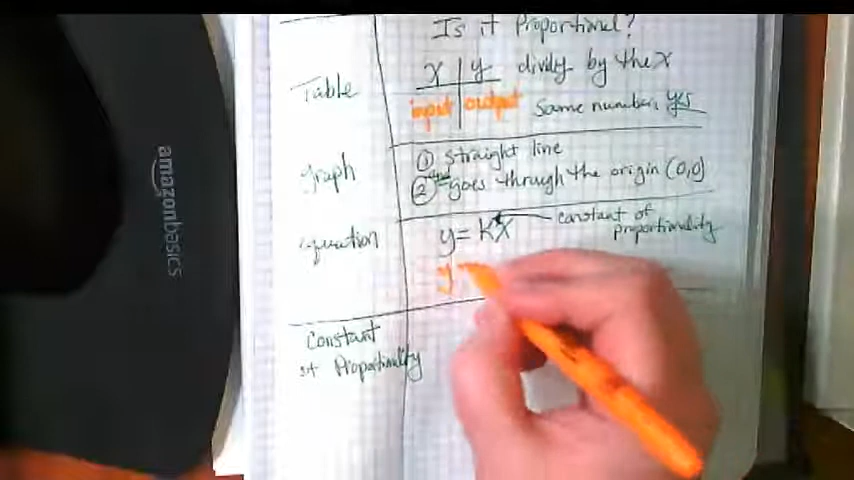 Is it Proportional?
Table
x | y divide by the x
input output Same number, yes
graph
① straight line
② and goes through the origin (0,0)
equation
y = kx
constant of
proportionality
y
Constant
of Proportionality
amazonbasics